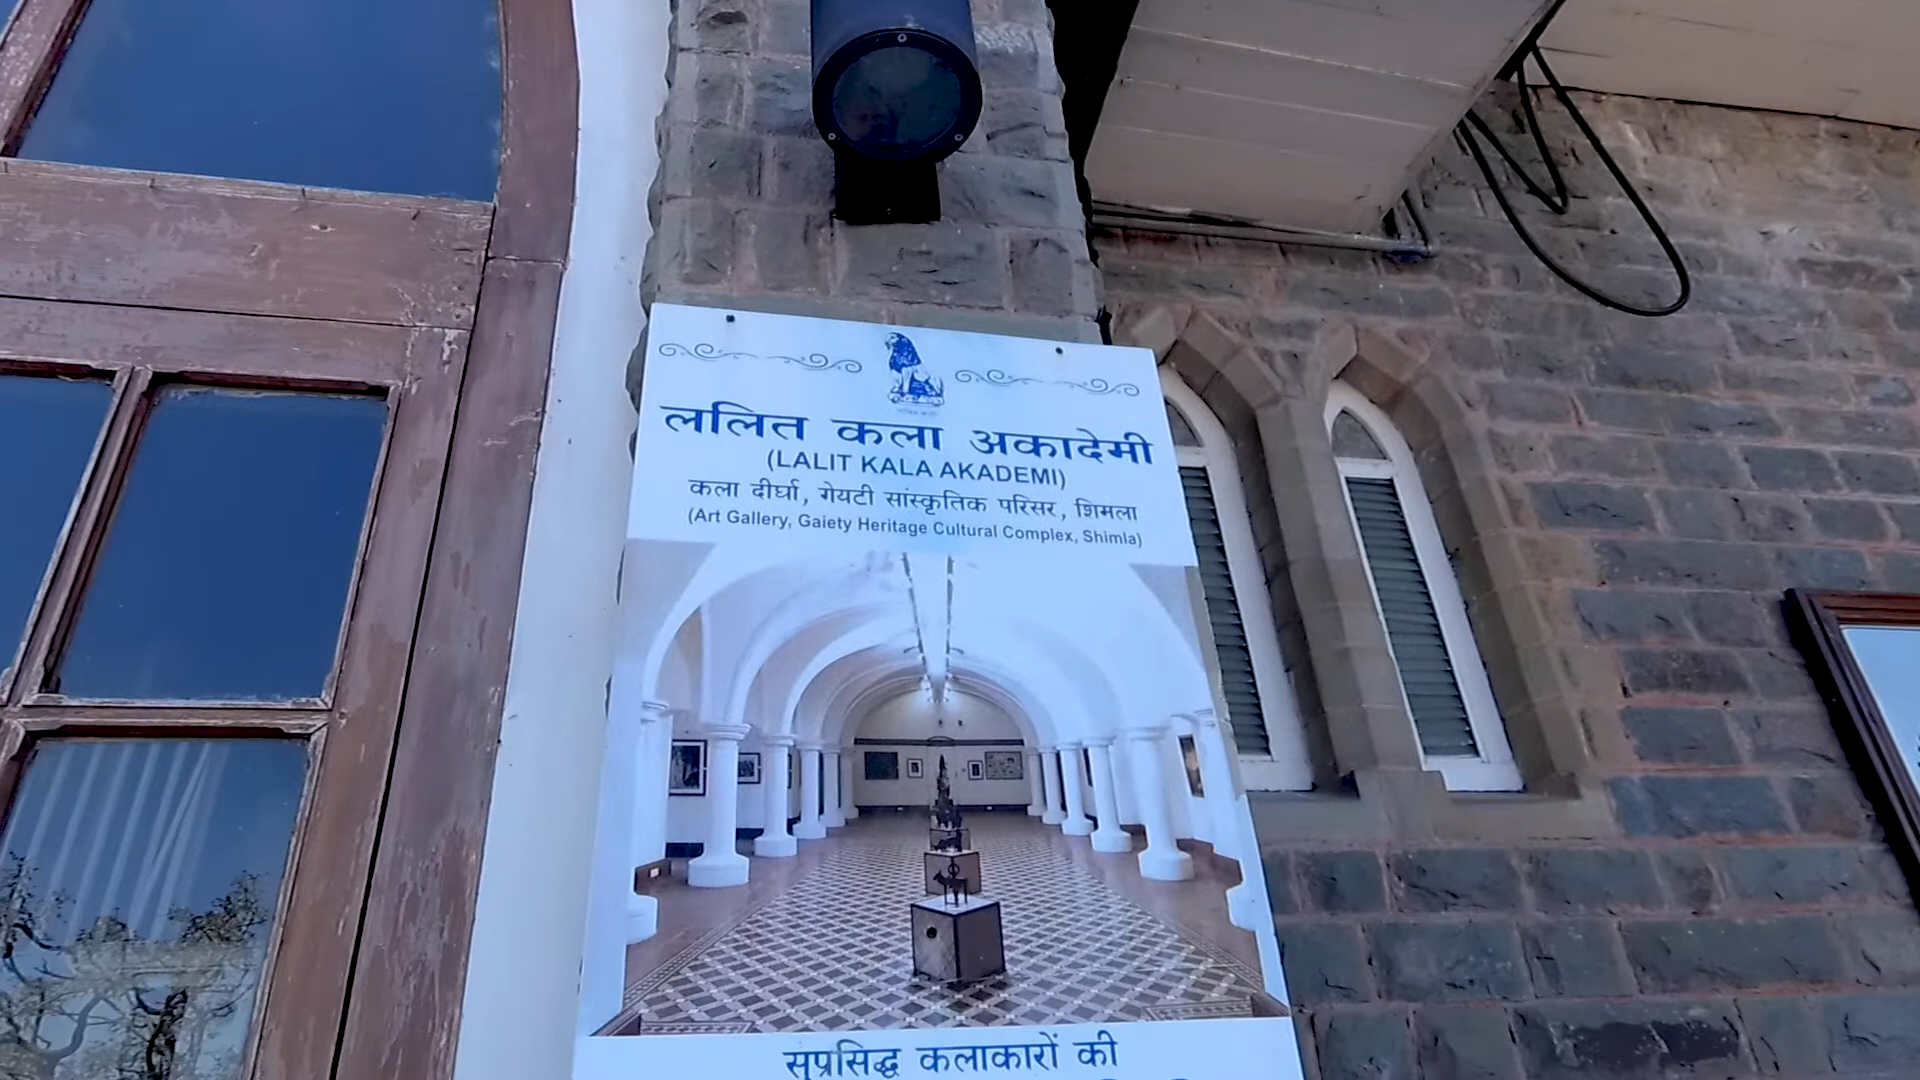 ललित कला अकादेमी
(LALIT KALA AKADEMI)
कला दीर्घा, गेयटी सांस्कृतिक परिसर, शिमला
(Art Gallery, Gaiety Heritage Cultural Complex, Shimla)
सुप्रसिद्ध कलाकारों की